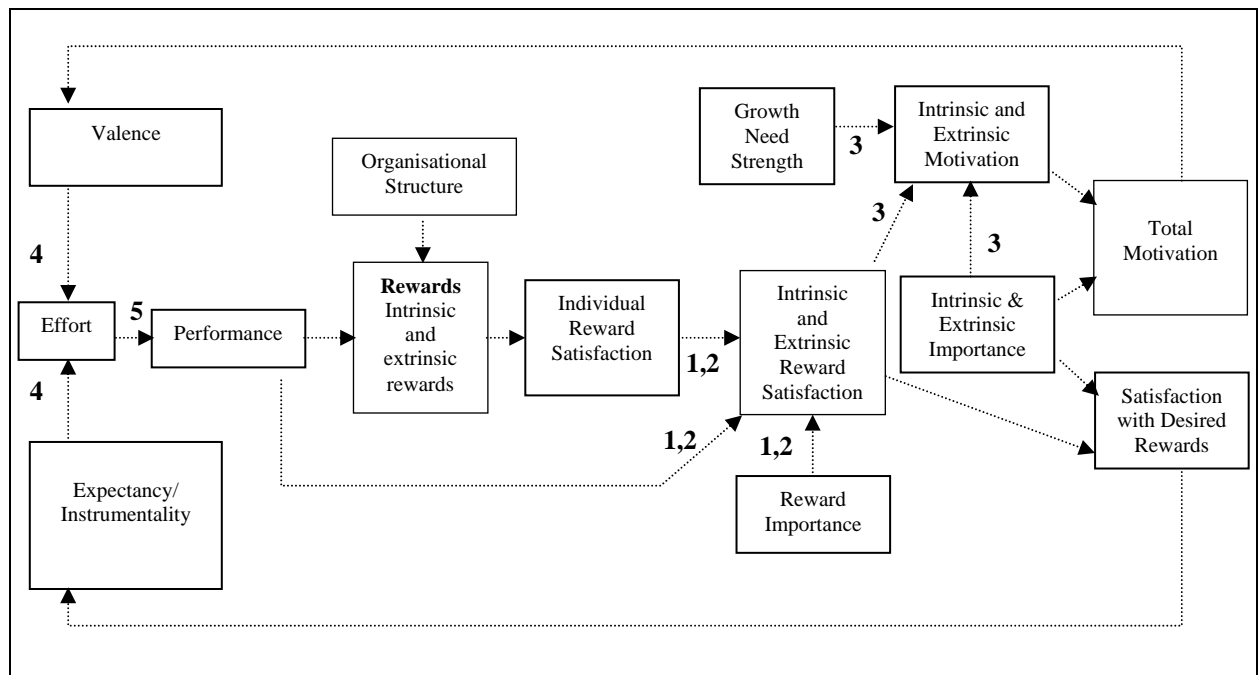 Valence
4
Effort
4
Expectancy/
Instrumentality
5
Performance
Organisational
Structure
Rewards
Intrinsic
and
extrinsic
rewards
Individual
Reward
Satisfaction
1,2
1,2
1,2
Intrinsic
and
Extrinsic
Reward
Satisfaction
Reward
Importance
Growth
Need
Strength
3
3
3
Intrinsic and
Extrinsic
Motivation
Intrinsic &
Extrinsic
Importance
Total
Motivation
Satisfaction
with Desired
Rewards